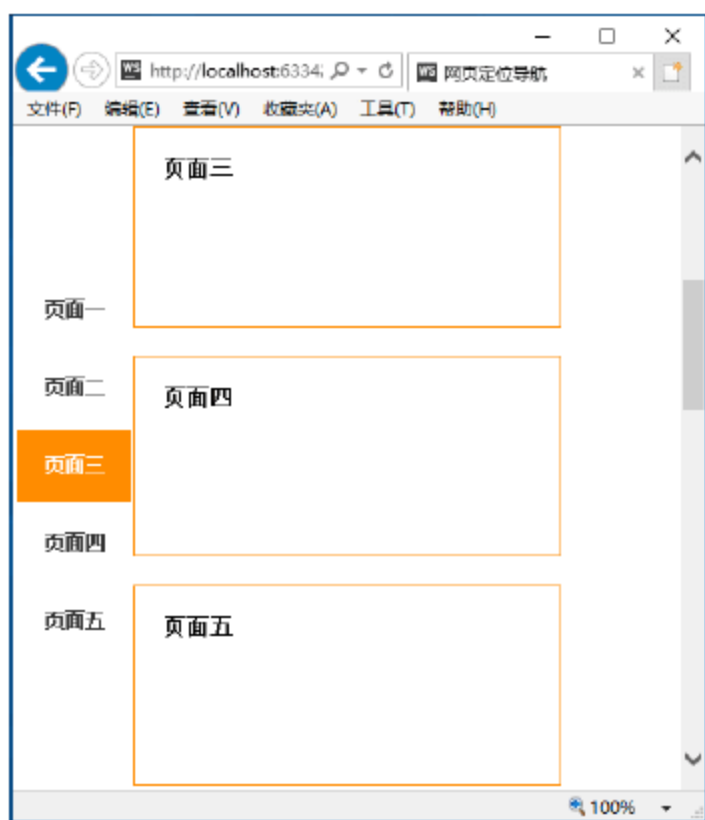 http://localhost:6334
网页定位导航
文件(F) 编辑(E) 查看(V) 收藏夹(A) 工具(T) 帮助(H)
页面三
页面一
页面二
页面四
页面三
页面四
页面五
页面五
100%